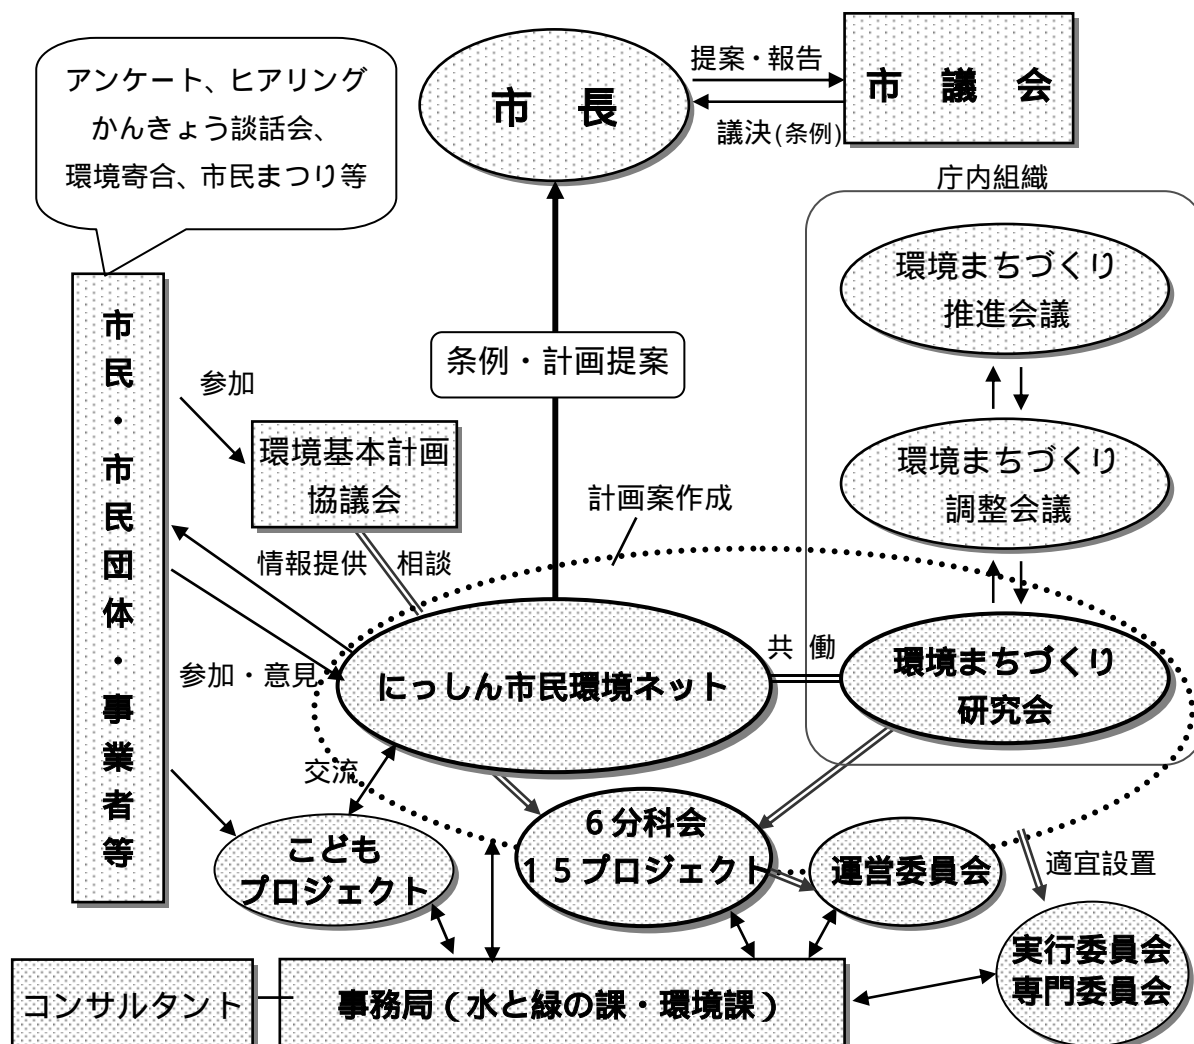 アンケート、ヒアリング
かんきょう談話会、
環境寄合、市民まつり等
市 長
提案・報告
議決(条例)
市 議 会
庁内組織
環境まちづくり
推進会議
環境まちづくり
調整会議
環境まちづくり
研究会
条例・計画提案
市民・市民団体・事業者等
参加
環境基本計画
協議会
計画案作成
情報提供
相談
参加・意見
にっしん市民環境ネット
共 働
交流
こども
プロジェクト
6分科会
15プロジェクト
運営委員会
適宜設置
実行委員会
専門委員会
コンサルタント
事務局(水と緑の課・環境課)